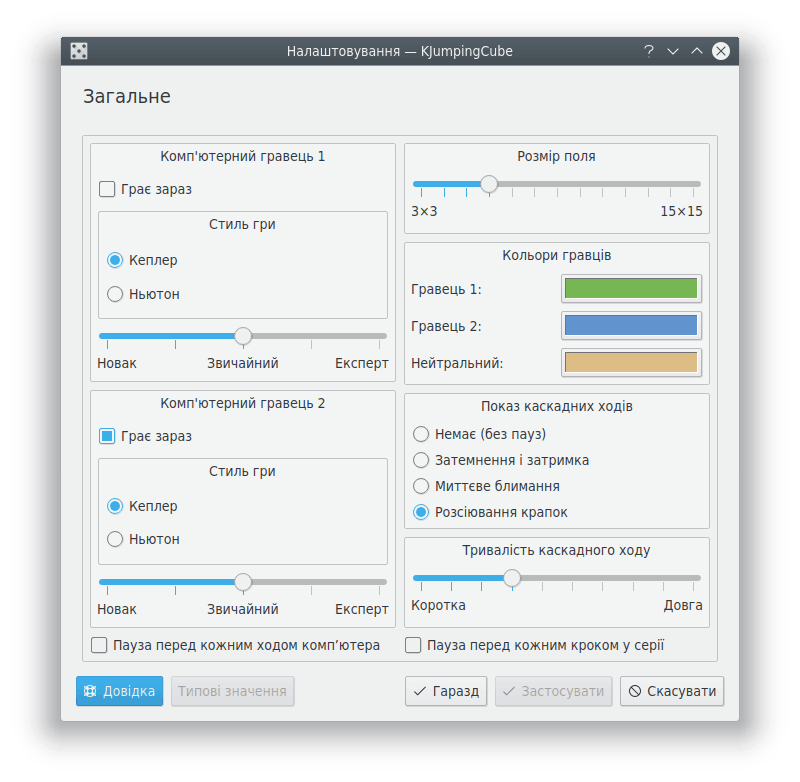 Налаштовування — KJumpingCube
Загальне
Комп'ютерний гравець 1
Грає зараз
Стиль гри
Кеплер
Ньютон
Новак Звичайний Експерт
Комп'ютерний гравець 2
Грає зараз
Стиль гри
Кеплер
Ньютон
Новак Звичайний Експерт
Пауза перед кожним ходом комп’ютера
Розмір поля
3×3 15×15
Кольори гравців
Гравець 1:
Гравець 2:
Нейтральний:
Показ каскадних ходів
Немає (без пауз)
Затемнення і затримка
Миттєве блимання
Розсіювання крапок
Тривалість каскадного ходу
Коротка Довга
Пауза перед кожним кроком у серії
Довідка Типові значення Гаразд Застосувати Скасувати